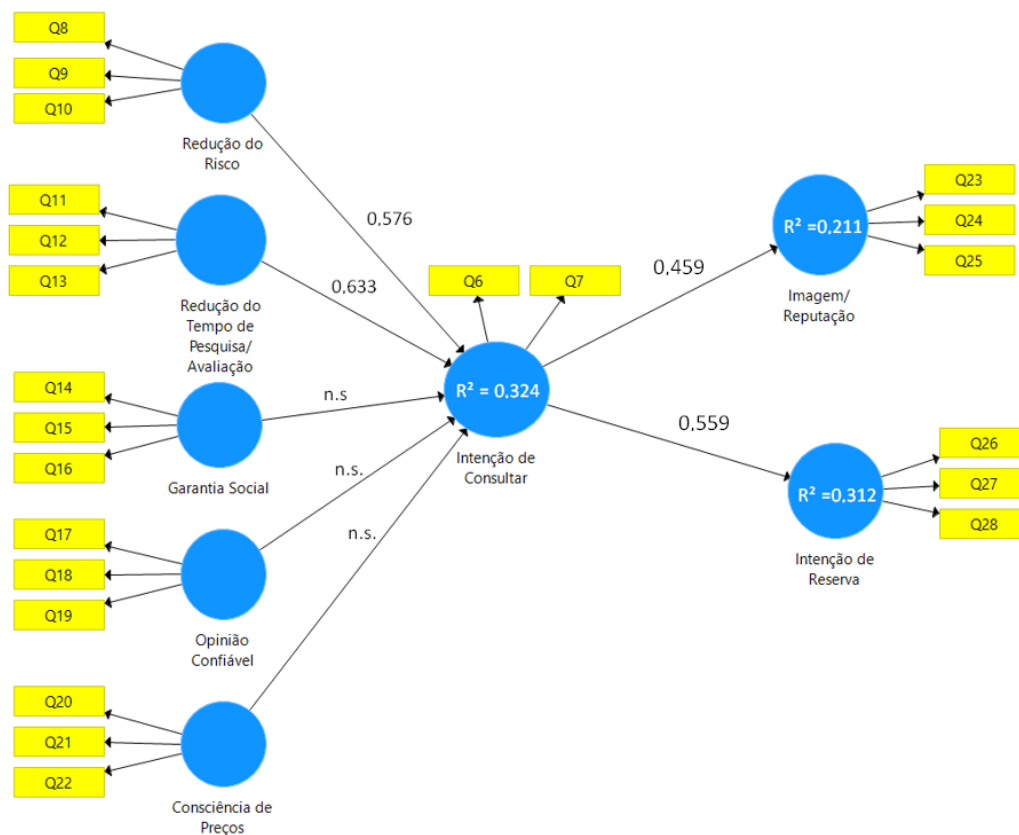 Q8
Q9
Q10
Redução do
Risco
Q11
Q12
Q13
Redução do
Tempo de
Pesquisa/
Avaliação
Q14
Q15
Q16
Garantia Social
Q17
Q18
Q19
Opinião
Confiável
Q20
Q21
Q22
Consciência de
Preços
0,576
0,633
n.s
n.s.
n.s.
Q6
Q7
R² = 0,324
Intenção de
Consultar
0,459
0,559
R² =0,211
Imagem/
Reputação
Q23
Q24
Q25
R² =0,312
Intenção de
Reserva
Q26
Q27
Q28